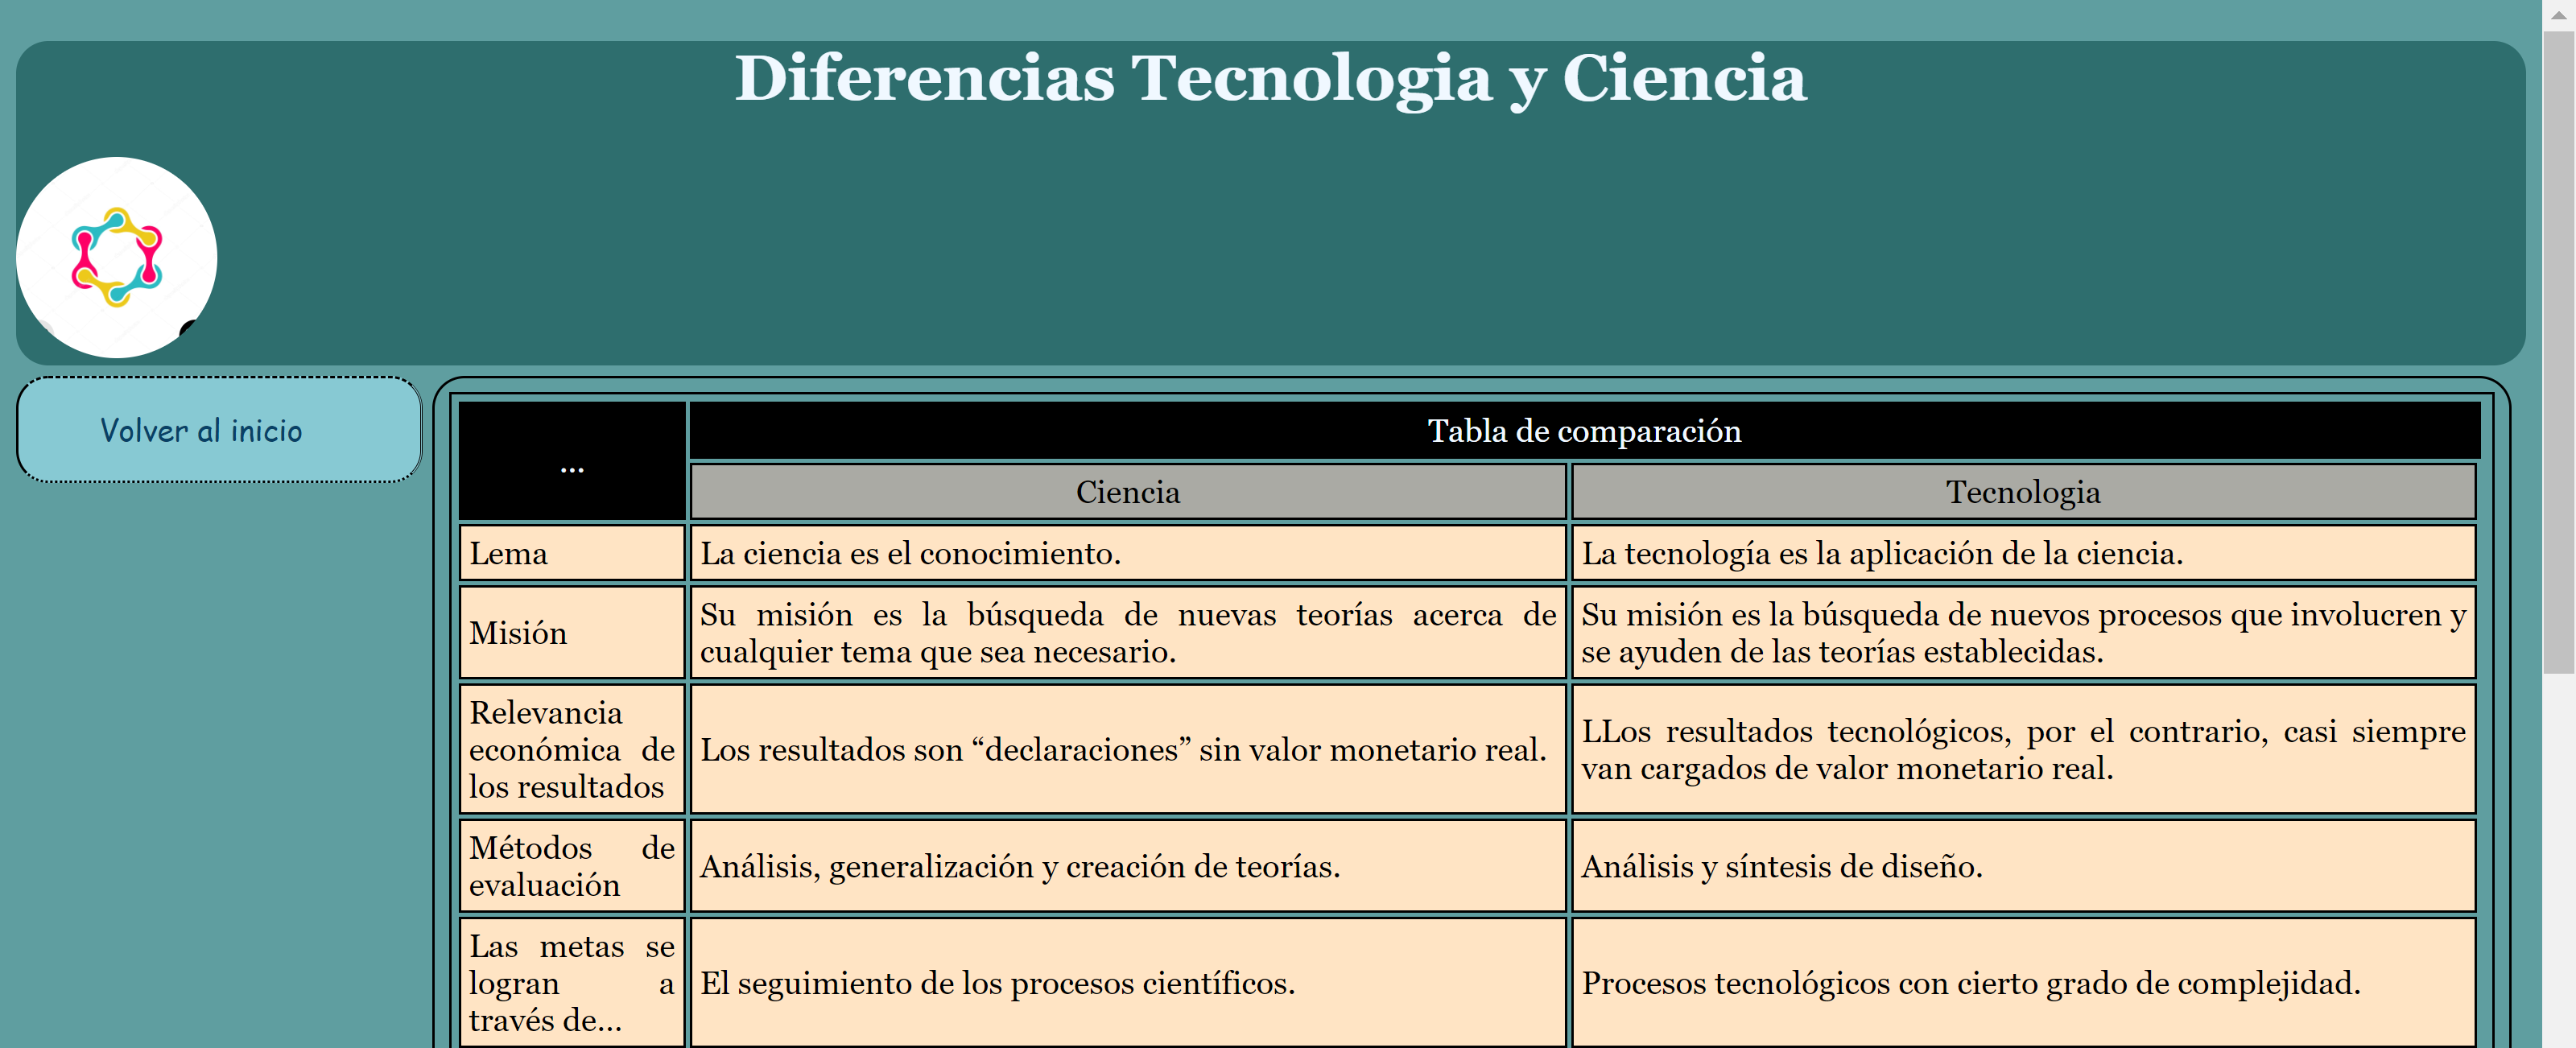 Diferencias Tecnologia y Ciencia
Volver al inicio
...
Tabla de comparación
Ciencia
Tecnologia
Lema
La ciencia es el conocimiento.
La tecnología es la aplicación de la ciencia.
Misión
Su misión es la búsqueda de nuevas teorías acerca de
cualquier tema que sea necesario.
Su misión es la búsqueda de nuevos procesos que involucren y
se ayuden de las teorías establecidas.
Relevancia
económica de
los resultados
Los resultados son “declaraciones” sin valor monetario real.
LLos resultados tecnológicos, por el contrario, casi siempre
van cargados de valor monetario real.
Métodos de
evaluación
Análisis, generalización y creación de teorías.
Análisis y síntesis de diseño.
Las metas se
logran a
través de...
El seguimiento de los procesos científicos.
Procesos tecnológicos con cierto grado de complejidad.